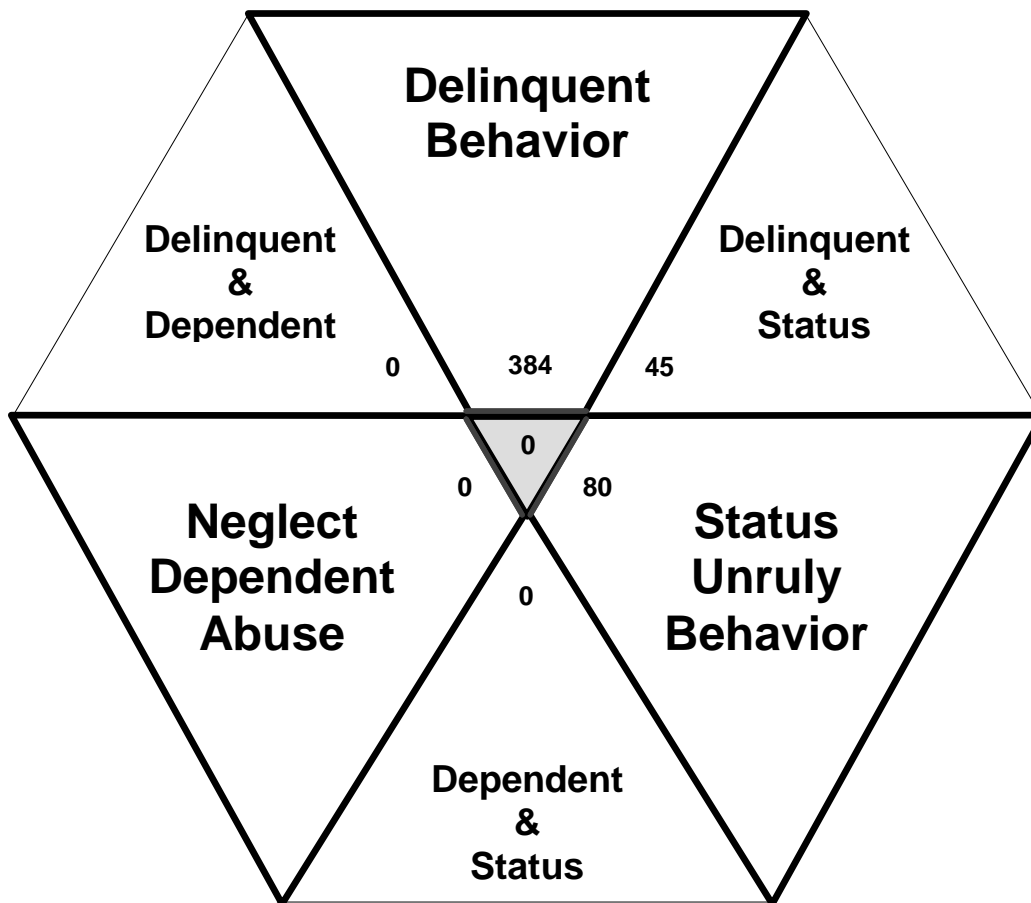 Delinquent
Behavior
Delinquent
&
Dependent
Delinquent
&
Status
0
384
45
0
0
80
Neglect
Dependent
Abuse
Status
Unruly
Behavior
0
Dependent
&
Status